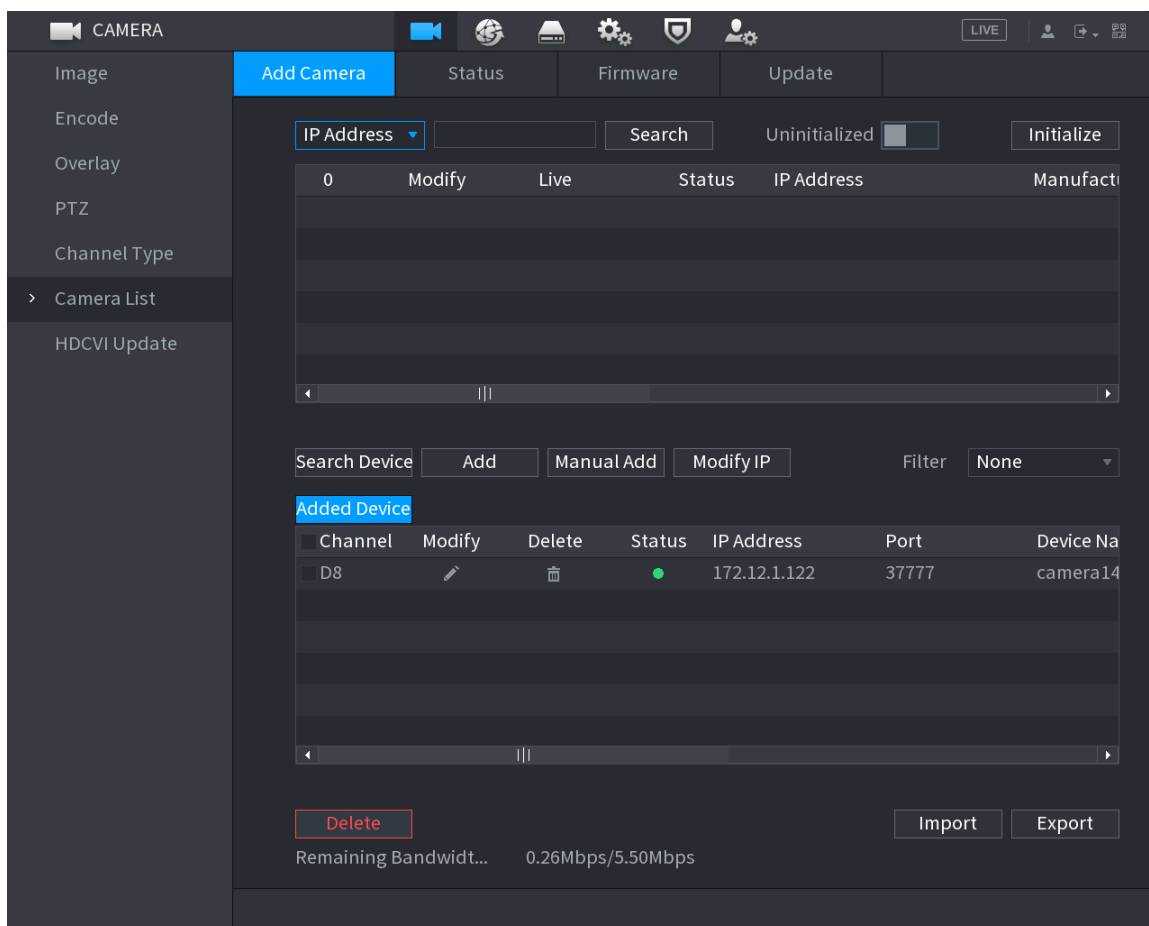 CAMERA LIVE
Image Add Camera Status Firmware Update
Encode
IP Address Search Uninitialized Initialize
Overlay
0 Modify Live Status IP Address Manufactu
PTZ
Channel Type
Camera List
HDCVI Update
Search Device Add Manual Add Modify IP Filter None
Added Device
Channel Modify Delete Status IP Address Port Device Na
D8 172.12.1.122 37777 camera14
Delete Import Export
Remaining Bandwidt... 0.26Mbps/5.50Mbps